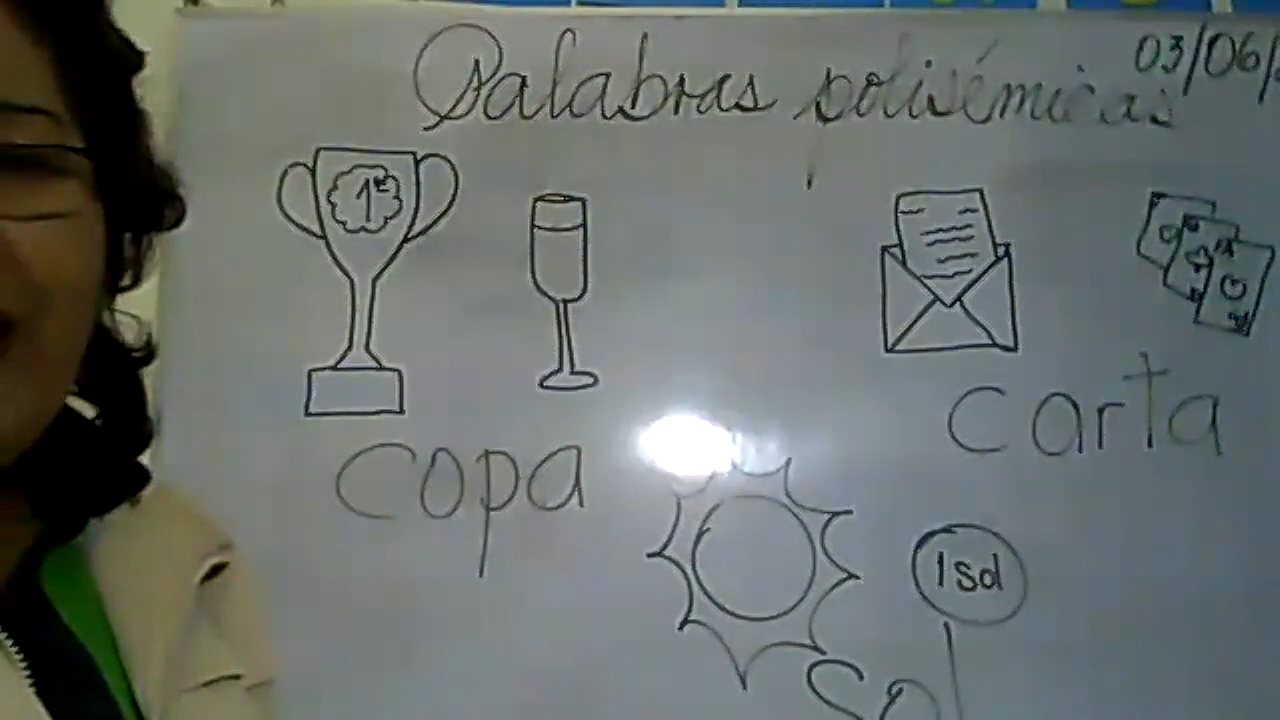 03/06/
Palabras polisémicas
1º
copa
carta
1 sol
sol